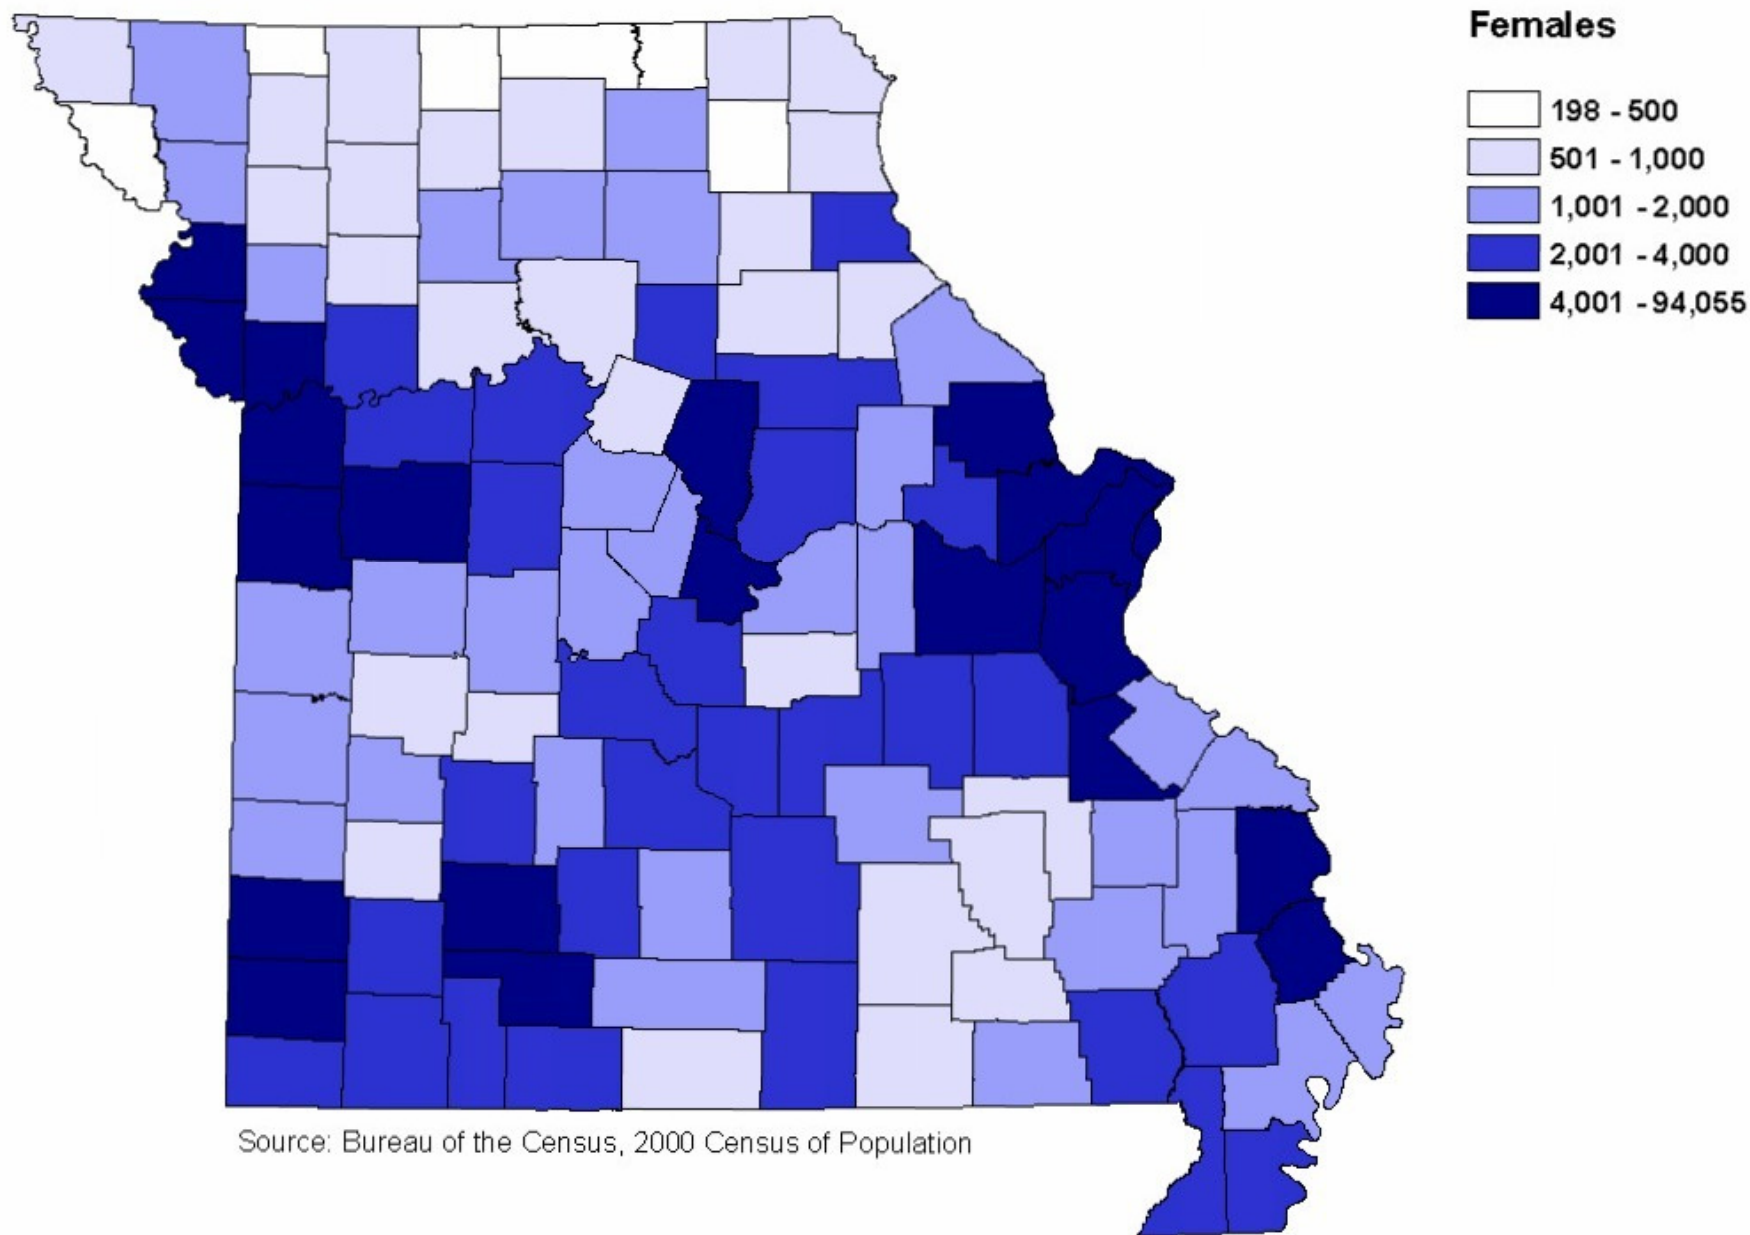 Females
198 - 500
501 - 1,000
1,001 - 2,000
2,001 - 4,000
4,001 - 94,055
Source: Bureau of the Census, 2000 Census of Population